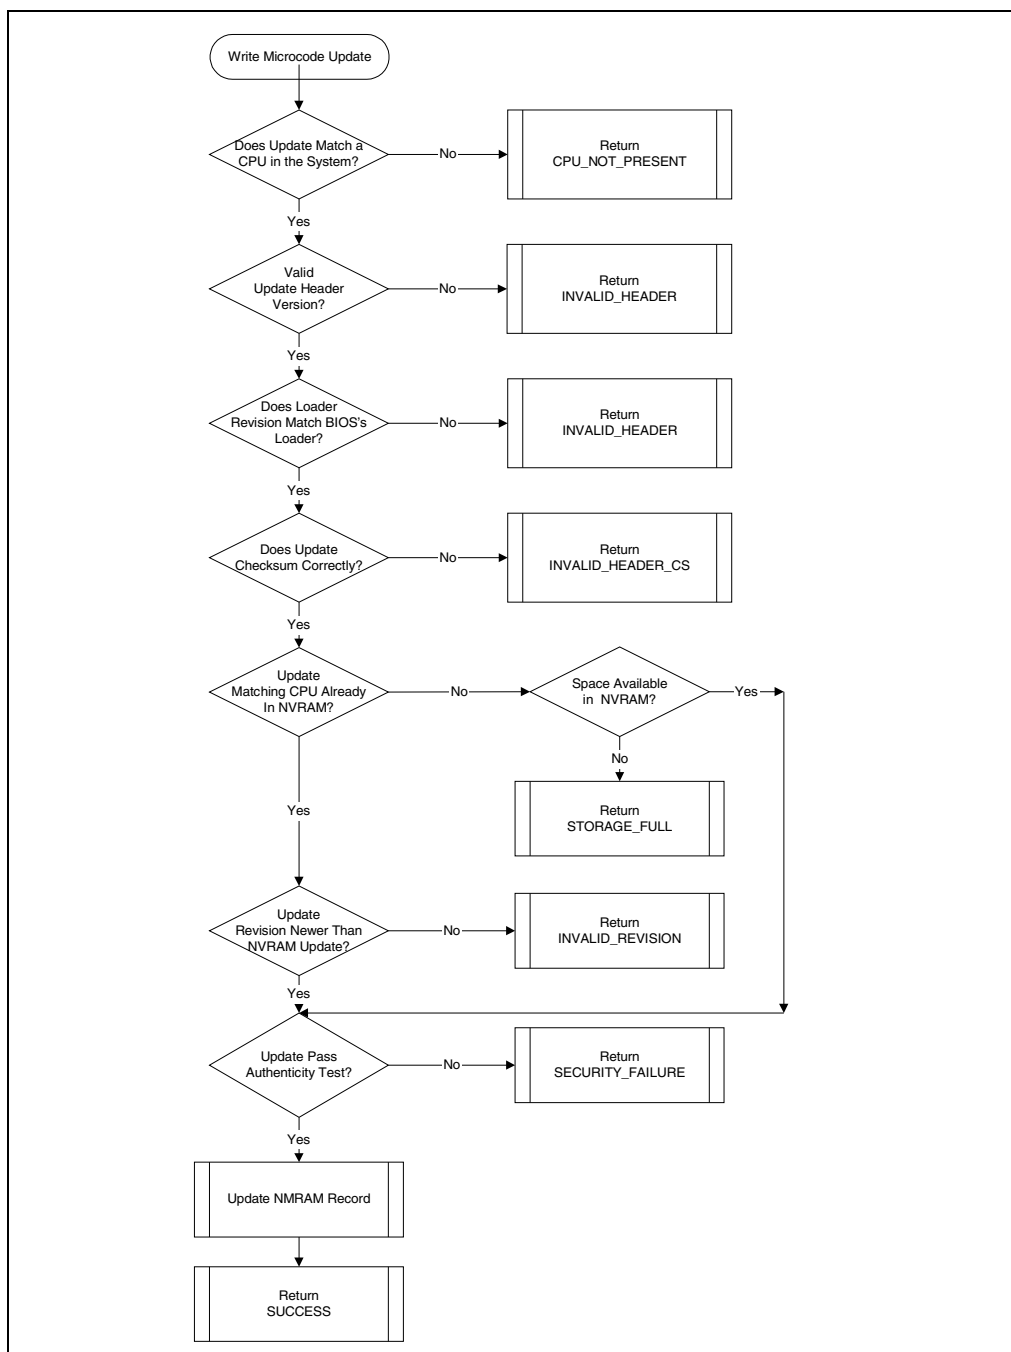 Write Microcode Update
Does Update Match a
CPU in the System?
No
Return
CPU_NOT_PRESENT
Yes
Valid
Update Header
Version?
No
Return
INVALID_HEADER
Yes
Does Loader
Revision Match BIOS's
Loader?
No
Return
INVALID_HEADER
Yes
Does Update
Checksum Correctly?
No
Return
INVALID_HEADER_CS
Yes
Update
Matching CPU Already
In NVRAM?
No
Space Available
in NVRAM?
Yes
No
Return
STORAGE_FULL
Yes
Update
Revision Newer Than
NVRAM Update?
No
Return
INVALID_REVISION
Yes
Update Pass
Authenticity Test?
No
Return
SECURITY_FAILURE
Yes
Update NMRAM Record
Return
SUCCESS